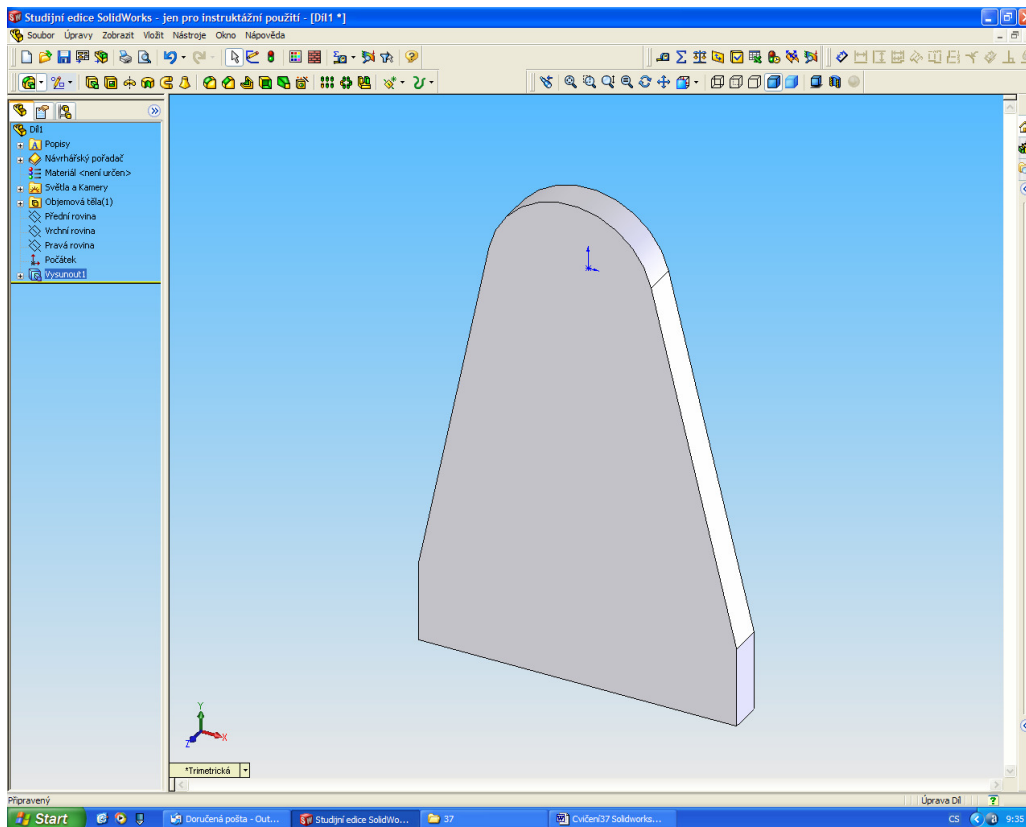 Studijní edice SolidWorks - jen pro instruktážní použití - [Díl1 *]
Soubor Úpravy Zobrazit Vložit Nástroje Okno Nápověda
Díl1
Popisy
Návrhářský pořadač
Materiál <není určen>
Světla a Kamery
Objemová těla(1)
Přední rovina
Vrchní rovina
Pravá rovina
Počátek
Vysunout1
Y
X
Z
*Trimetrická
Připravený
Úprava Díl
Start
Doručená pošta - Out...
Studijní edice SolidWo...
37
Cvičení37 Solidworks...
CS
9:35